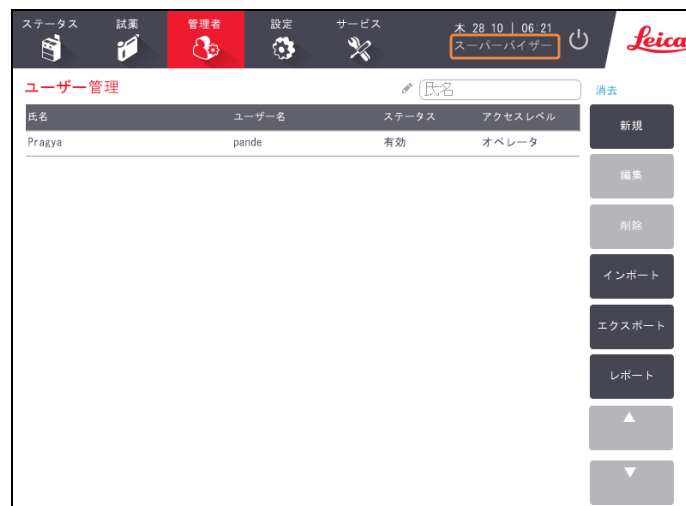 ステータス 試薬 管理者 設定 サービス 木 28 10 | 06:21
スーパーバイザー
Leica
ユーザー管理 氏名 消去
氏名 ユーザー名 ステータス アクセスレベル
Pragya pande 有効 オペレータ
新規
編集
削除
インポート
エクスポート
レポート